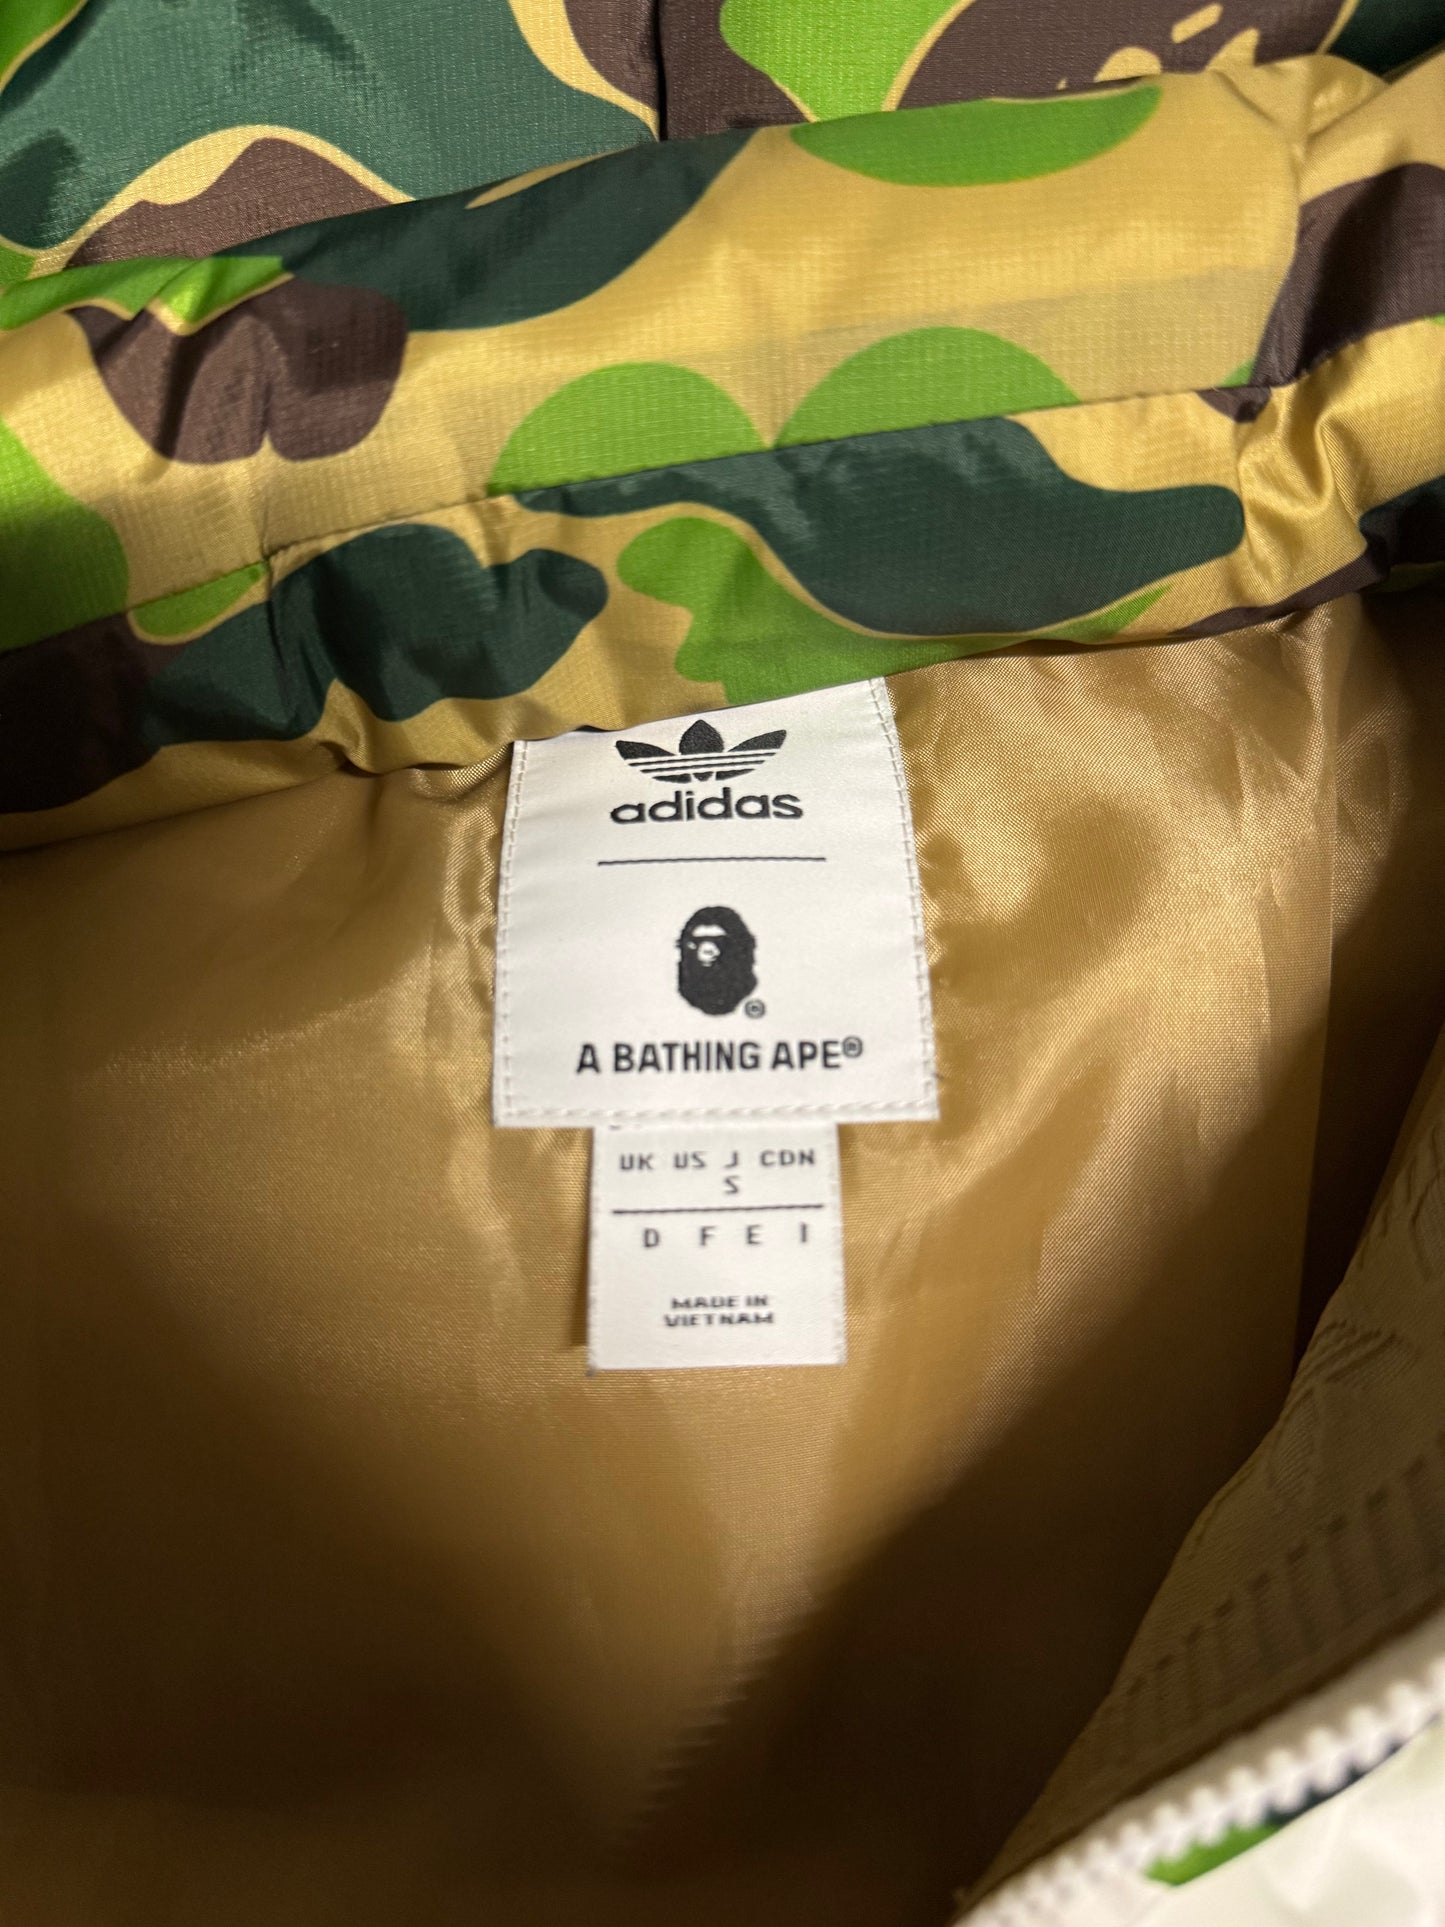 adidas
A BATHING APE®
®
UK US J CDN
S
D F E I
MADE IN
VIETNAM